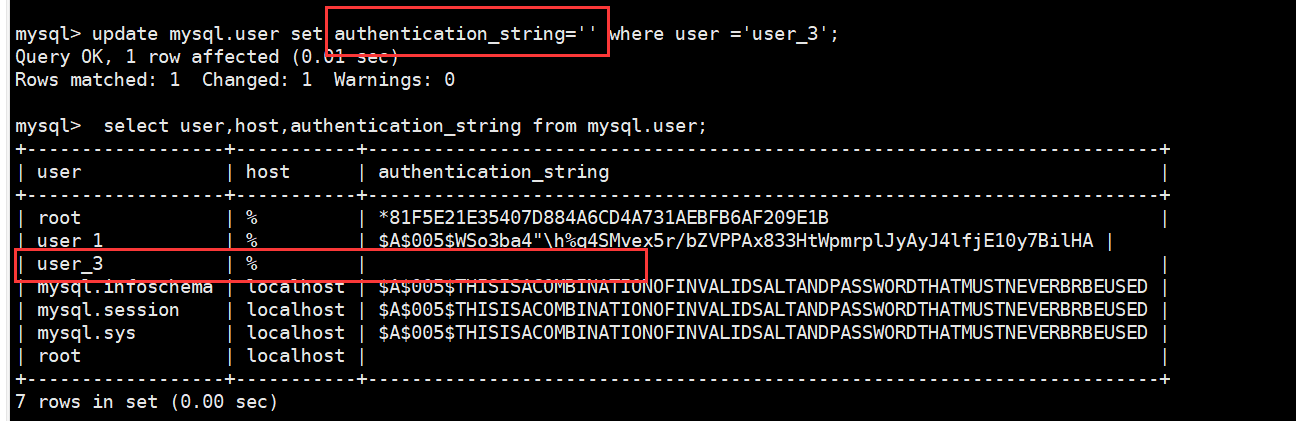 mysql> update mysql.user set authentication_string='' where user ='user_3';
Query OK, 1 row affected (0.01 sec)
Rows matched: 1  Changed: 1  Warnings: 0
mysql>  select user,host,authentication_string from mysql.user;
+------------------+-----------+------------------------------------------------------------------------+
| user             | host      | authentication_string                                                  |
+------------------+-----------+------------------------------------------------------------------------+
| root             | %         | *81F5E21E35407D884A6CD4A731AEBFB6AF209E1B                              |
| user_1           | %         | $A$005$WSo3ba4"\h%q4SMvex5r/bZVPPAx833HtWpmrplJyAyJ4lfjE10y7BilHA |
| user_3           | %         |                                                                        |
| mysql.infoschema | localhost | $A$005$THISISACOMBINATIONOFINVALIDSALTANDPASSWORDTHATMUSTNEVERBRBEUSED |
| mysql.session    | localhost | $A$005$THISISACOMBINATIONOFINVALIDSALTANDPASSWORDTHATMUSTNEVERBRBEUSED |
| mysql.sys        | localhost | $A$005$THISISACOMBINATIONOFINVALIDSALTANDPASSWORDTHATMUSTNEVERBRBEUSED |
| root             | localhost |                                                                        |
+------------------+-----------+------------------------------------------------------------------------+
7 rows in set (0.00 sec)